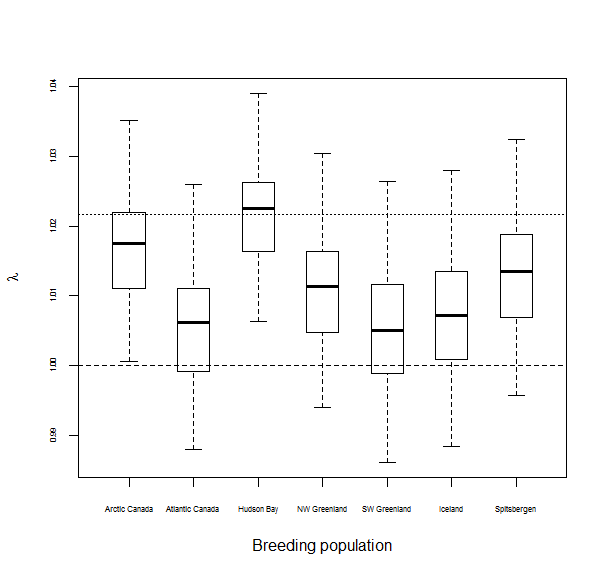 1.04
1.03
1.02
1.01
1.00
0.99
λ
Arctic Canada Atlantic Canada Hudson Bay NW Greenland SW Greenland Iceland Spitsbergen
Breeding population